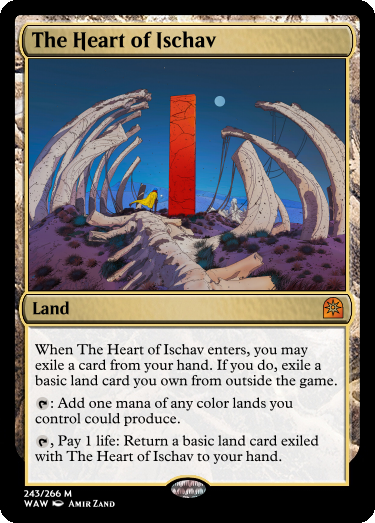 The Heart of Ischav
Land
When The Heart of Ischav enters, you may
exile a card from your hand. If you do, exile a
basic land card you own from outside the game.
: Add one mana of any color lands you
control could produce.
, Pay 1 life: Return a basic land card exiled
with The Heart of Ischav to your hand.
243/266 M
WAW Amir Zand